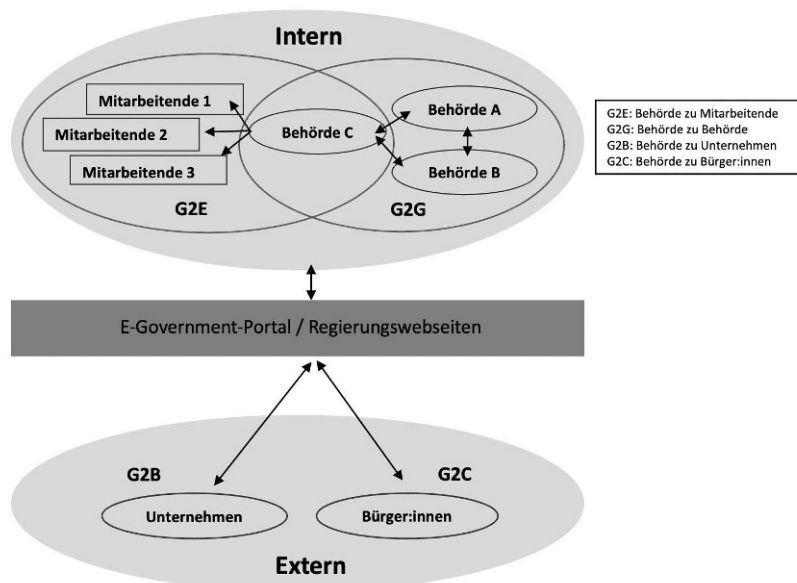 Intern
Mitarbeitende 1
Mitarbeitende 2
Mitarbeitende 3
Behörde C
Behörde A
Behörde B
G2E
G2G
G2E: Behörde zu Mitarbeitende
G2G: Behörde zu Behörde
G2B: Behörde zu Unternehmen
G2C: Behörde zu Bürger:innen
E-Government-Portal / Regierungswebseiten
G2B
G2C
Unternehmen
Bürger:innen
Extern